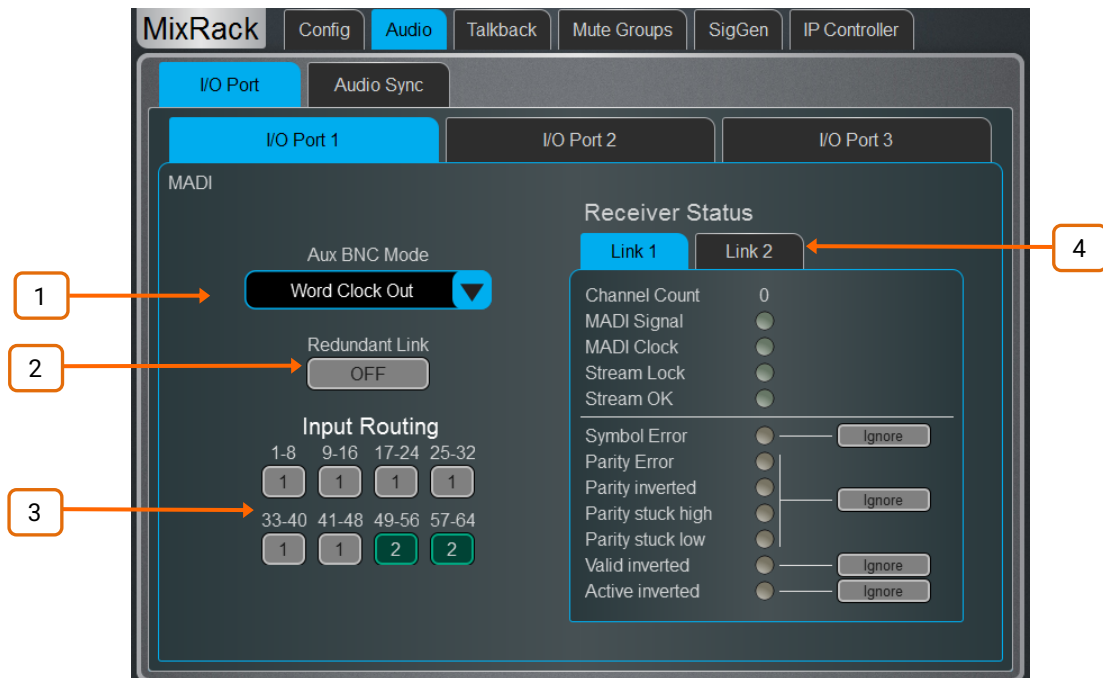 MixRack Config Audio Talkback Mute Groups SigGen IP Controller
I/O Port Audio Sync
I/O Port 1 I/O Port 2 I/O Port 3
MADI
Aux BNC Mode
1 Word Clock Out
Redundant Link
2 OFF
Input Routing
1-8 9-16 17-24 25-32
1 1 1 1
3
33-40 41-48 49-56 57-64
1 1 2 2
Receiver Status
Link 1 Link 2 4
Channel Count 0
MADI Signal
MADI Clock
Stream Lock
Stream OK
Symbol Error Ignore
Parity Error
Parity inverted
Ignore
Parity stuck high
Parity stuck low
Valid inverted Ignore
Active inverted Ignore